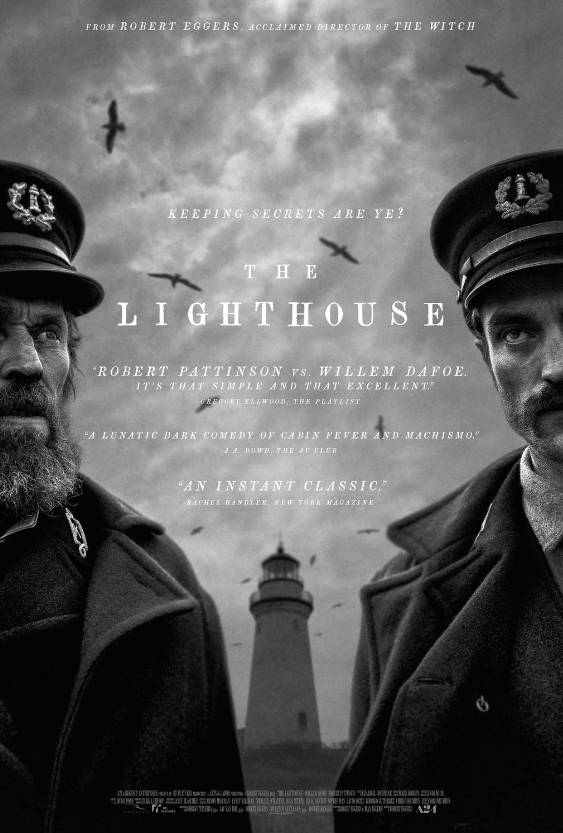 FROM ROBERT EGGERS, ACCLAIMED DIRECTOR OF THE WITCH
KEEPING SECRETS ARE YE?
THE
LIGHTHOUSE
"ROBERT PATTINSON VS. WILLEM DAFOE.
IT'S THAT SIMPLE AND THAT EXCELLENT."
-GREGORY ELLWOOD, THE PLAYLIST
"A LUNATIC DARK COMEDY OF CABIN FEVER AND MACHISMO."
-A.A. DOWD, THE AV CLUB
"AN INSTANT CLASSIC."
-RACHEL HANDLER, NEW YORK MAGAZINE
A24